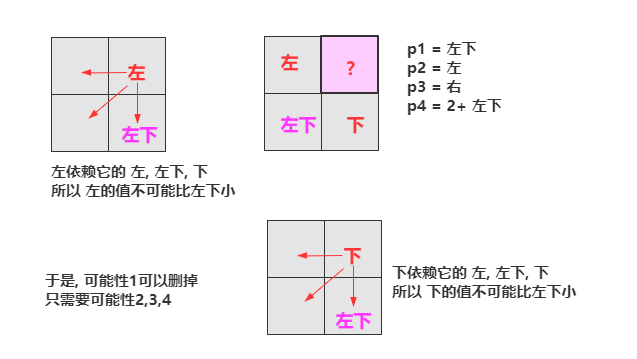 左
左下
左依赖它的 左, 左下, 下
所以 左的值不可能比左下小
左
?
左下
下
p1 = 左下
p2 = 左
p3 = 右
p4 = 2+ 左下
于是, 可能性1可以删掉
只需要可能性2,3,4
下
左下
下依赖它的 左, 左下, 下
所以 下的值不可能比左下小